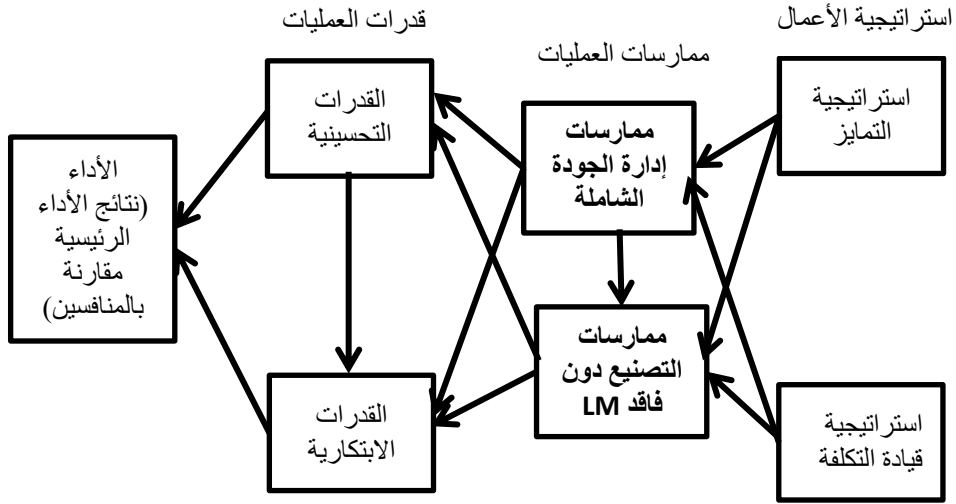 استراتيجية الأعمال
ممارسات العمليات
قدرات العمليات
استراتيجية
التمايز
استراتيجية
قيادة التكلفة
ممارسات
إدارة الجودة
الشاملة
ممارسات
التصنيع دون
فاقد LM
القدرات
التحسينية
القدرات
الابتكارية
الأداء
(نتائج الأداء
الرئيسية
مقارنة
بالمنافسين)